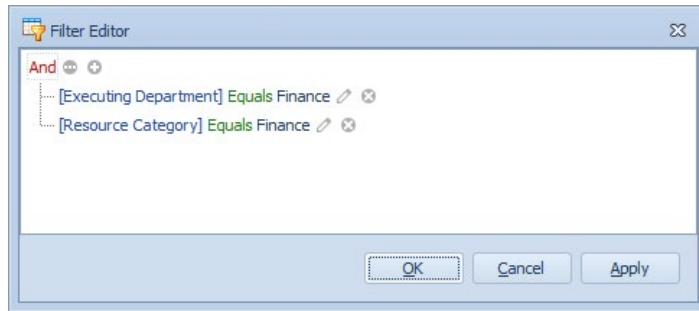 Filter Editor
And
[Executing Department] Equals Finance
[Resource Category] Equals Finance
OK Cancel Apply